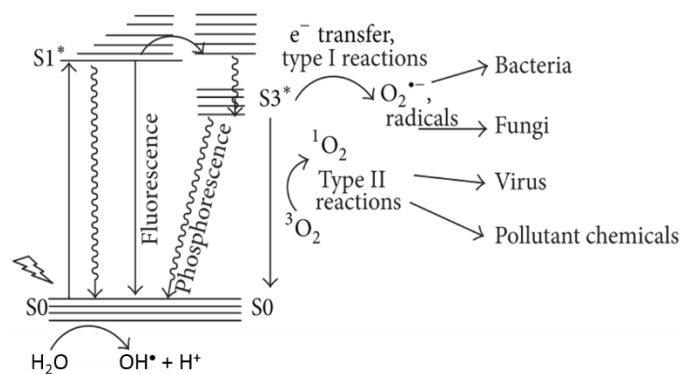 S1*
Fluorescence
Phosphorescence
S3*
e⁻ transfer,
type I reactions
O₂•⁻,
radicals
¹O₂
Type II
reactions
³O₂
Bacteria
Fungi
Virus
Pollutant chemicals
S0
S0
H₂O
OH• + H⁺